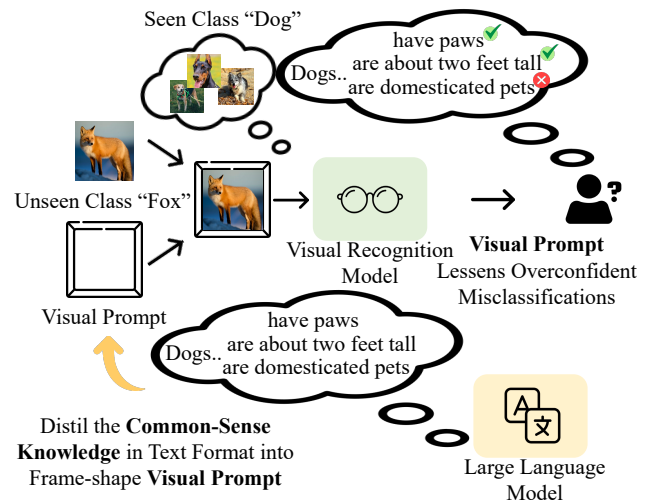 Seen Class “Dog”
have paws
are about two feet tall
Dogs..
are domesticated pets
Unseen Class “Fox”
Visual Prompt
Visual Recognition
Model
?
Visual Prompt
Lessens Overconfident
Misclassifications
have paws
are about two feet tall
Dogs..
are domesticated pets
Distil the Common-Sense
Knowledge in Text Format into
Frame-shape Visual Prompt
A
文
Large Language
Model